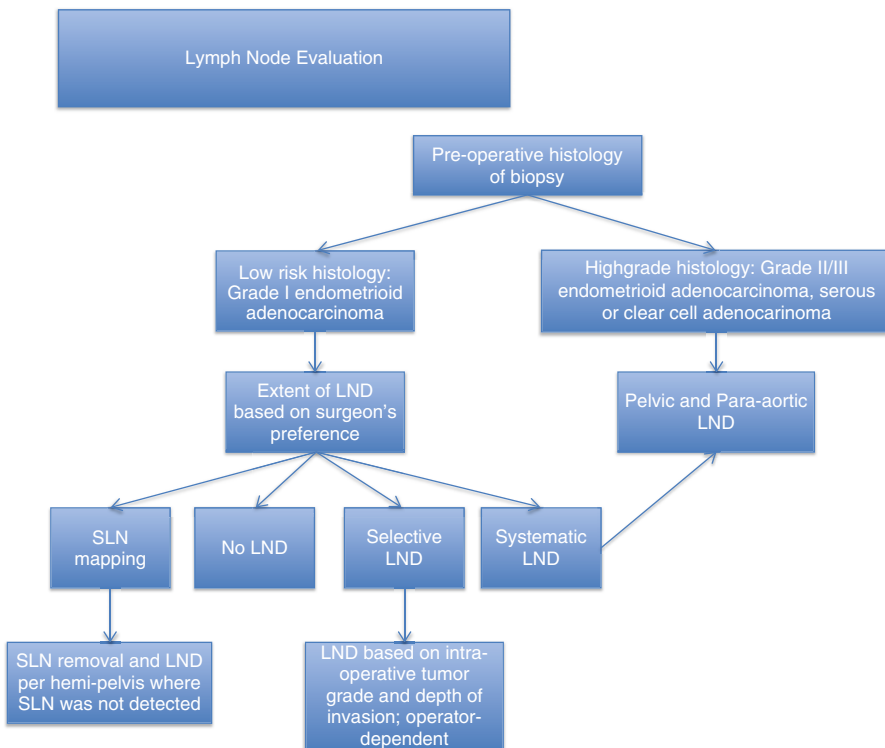 Lymph Node Evaluation
Pre-operative histology
of biopsy
Low risk histology:
Grade I endometrioid
adenocarcinoma
Highgrade histology: Grade II/III
endometrioid adenocarcinoma, serous
or clear cell adenocarinoma
Extent of LND
based on surgeon's
preference
Pelvic and Para-aortic
LND
SLN
mapping
No LND
Selective
LND
Systematic
LND
SLN removal and LND
per hemi-pelvis where
SLN was not detected
LND based on intra-
operative tumor
grade and depth of
invasion; operator-
dependent